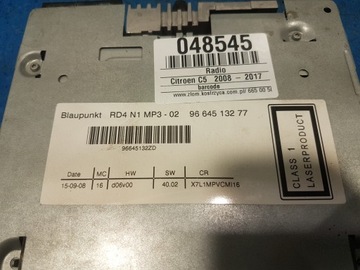 048545
Radio
Citroen C5 2008 - 2017
barcode
Blaupunkt RD4 N1 MP3 - 02 96 645 132 77
96645132ZD
Date MC HW SW CR
15-09-08 16 d06v00 40.02 X7L1MPVCMI16
CLASS 1
LASERPRODUCT